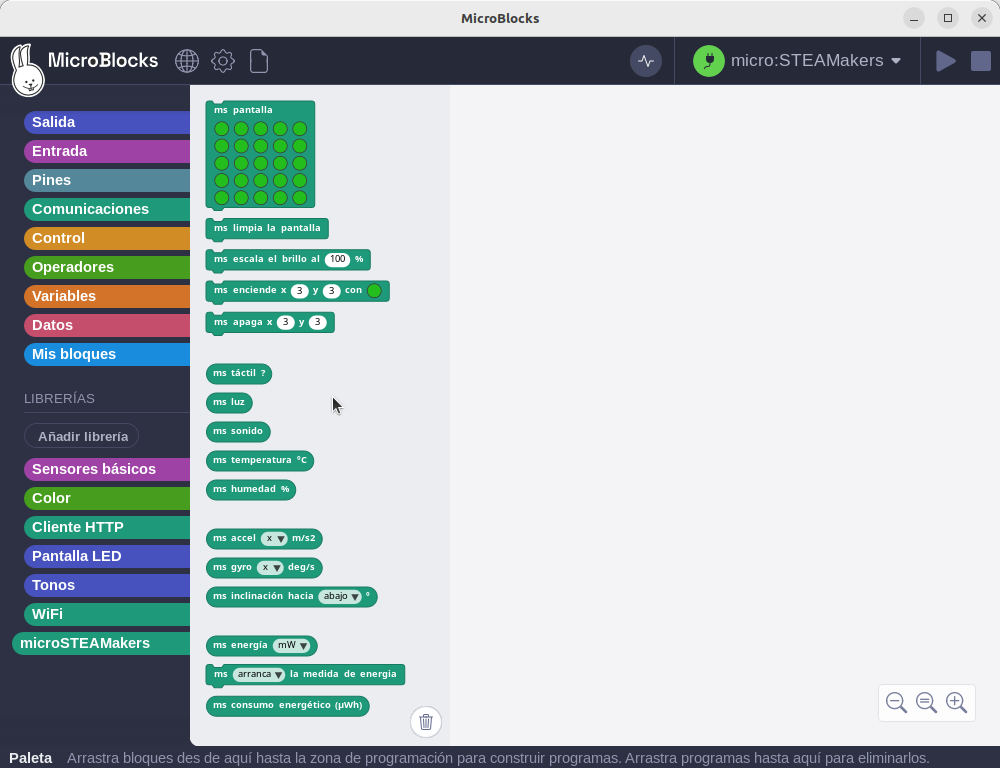 MicroBlocks
MicroBlocks
micro:STEAMakers
Salida
Entrada
Pines
Comunicaciones
Control
Operadores
Variables
Datos
Mis bloques
LIBRERÍAS
Añadir librería
Sensores básicos
Color
Cliente HTTP
Pantalla LED
Tonos
WiFi
microSTEAMakers
ms pantalla
ms limpia la pantalla
ms escala el brillo al 100 %
ms enciende x 3 y 3 con
ms apaga x 3 y 3
ms táctil ?
ms luz
ms sonido
ms temperatura ºC
ms humedad %
ms accel x m/s2
ms gyro x deg/s
ms inclinación hacia abajo º
ms energía mW
ms arranca la medida de energia
ms consumo energético (µWh)
Paleta Arrastra bloques des de aquí hasta la zona de programación para construir programas. Arrastra programas hasta aquí para eliminarlos.